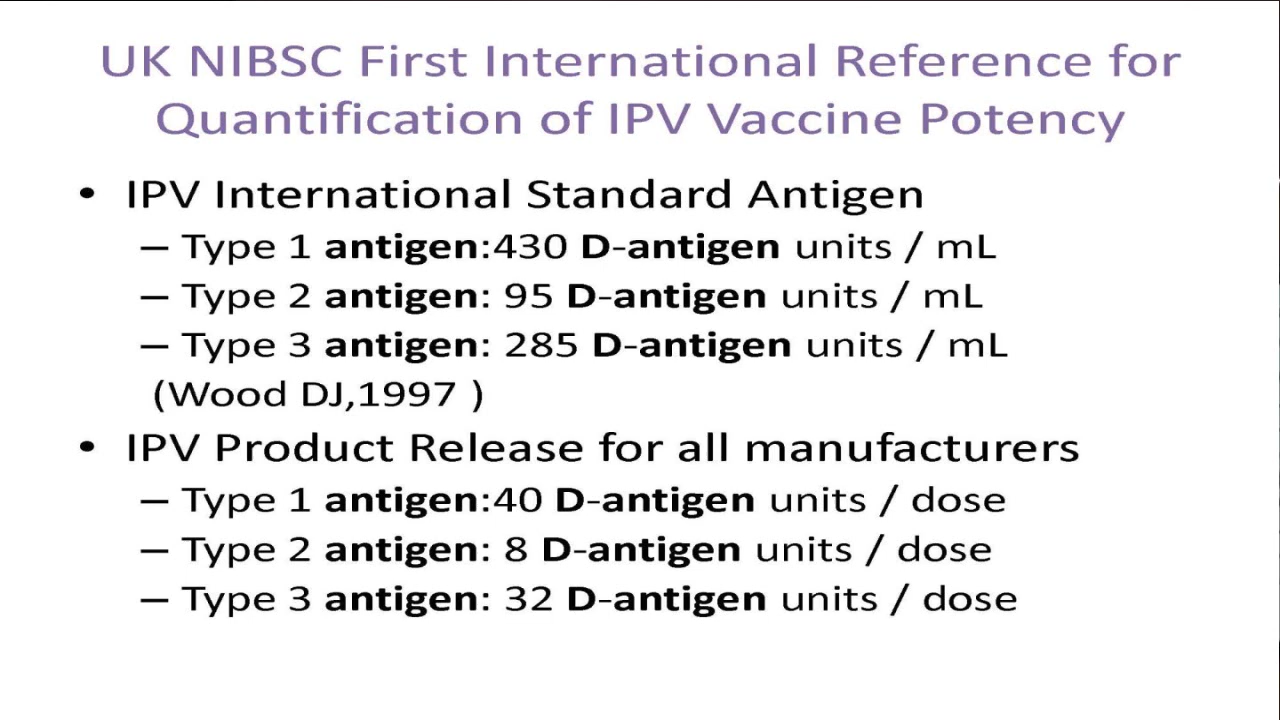 UK NIBSC First International Reference for
Quantification of IPV Vaccine Potency
• IPV International Standard Antigen
– Type 1 antigen:430 D-antigen units / mL
– Type 2 antigen: 95 D-antigen units / mL
– Type 3 antigen: 285 D-antigen units / mL
(Wood DJ,1997 )
• IPV Product Release for all manufacturers
– Type 1 antigen:40 D-antigen units / dose
– Type 2 antigen: 8 D-antigen units / dose
– Type 3 antigen: 32 D-antigen units / dose